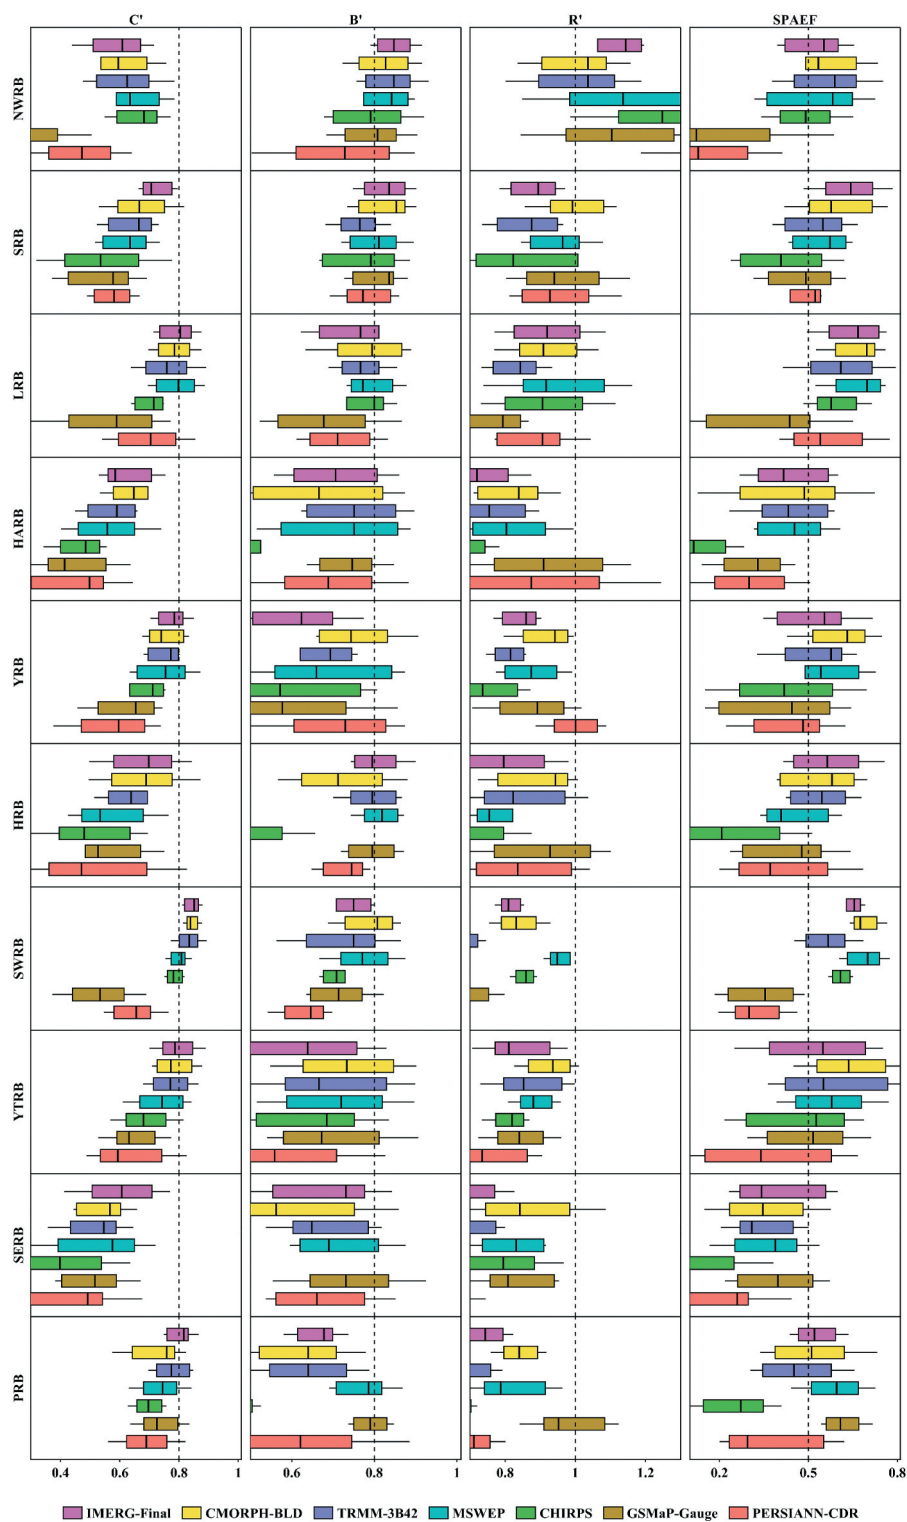 C' B' R' SPAEF
NWRB
SRB
LRB
HARB
YRB
HRB
SWRB
YTRB
SERB
PRB
0.4 0.6 0.8 1 0.6 0.8 1 0.8 1 1.2 0.2 0.5 0.8
IMERG-Final CMORPH-BLD TRMM-3B42 MSWEP CHIRPS GSMaP-Gauge PERSIANN-CDR